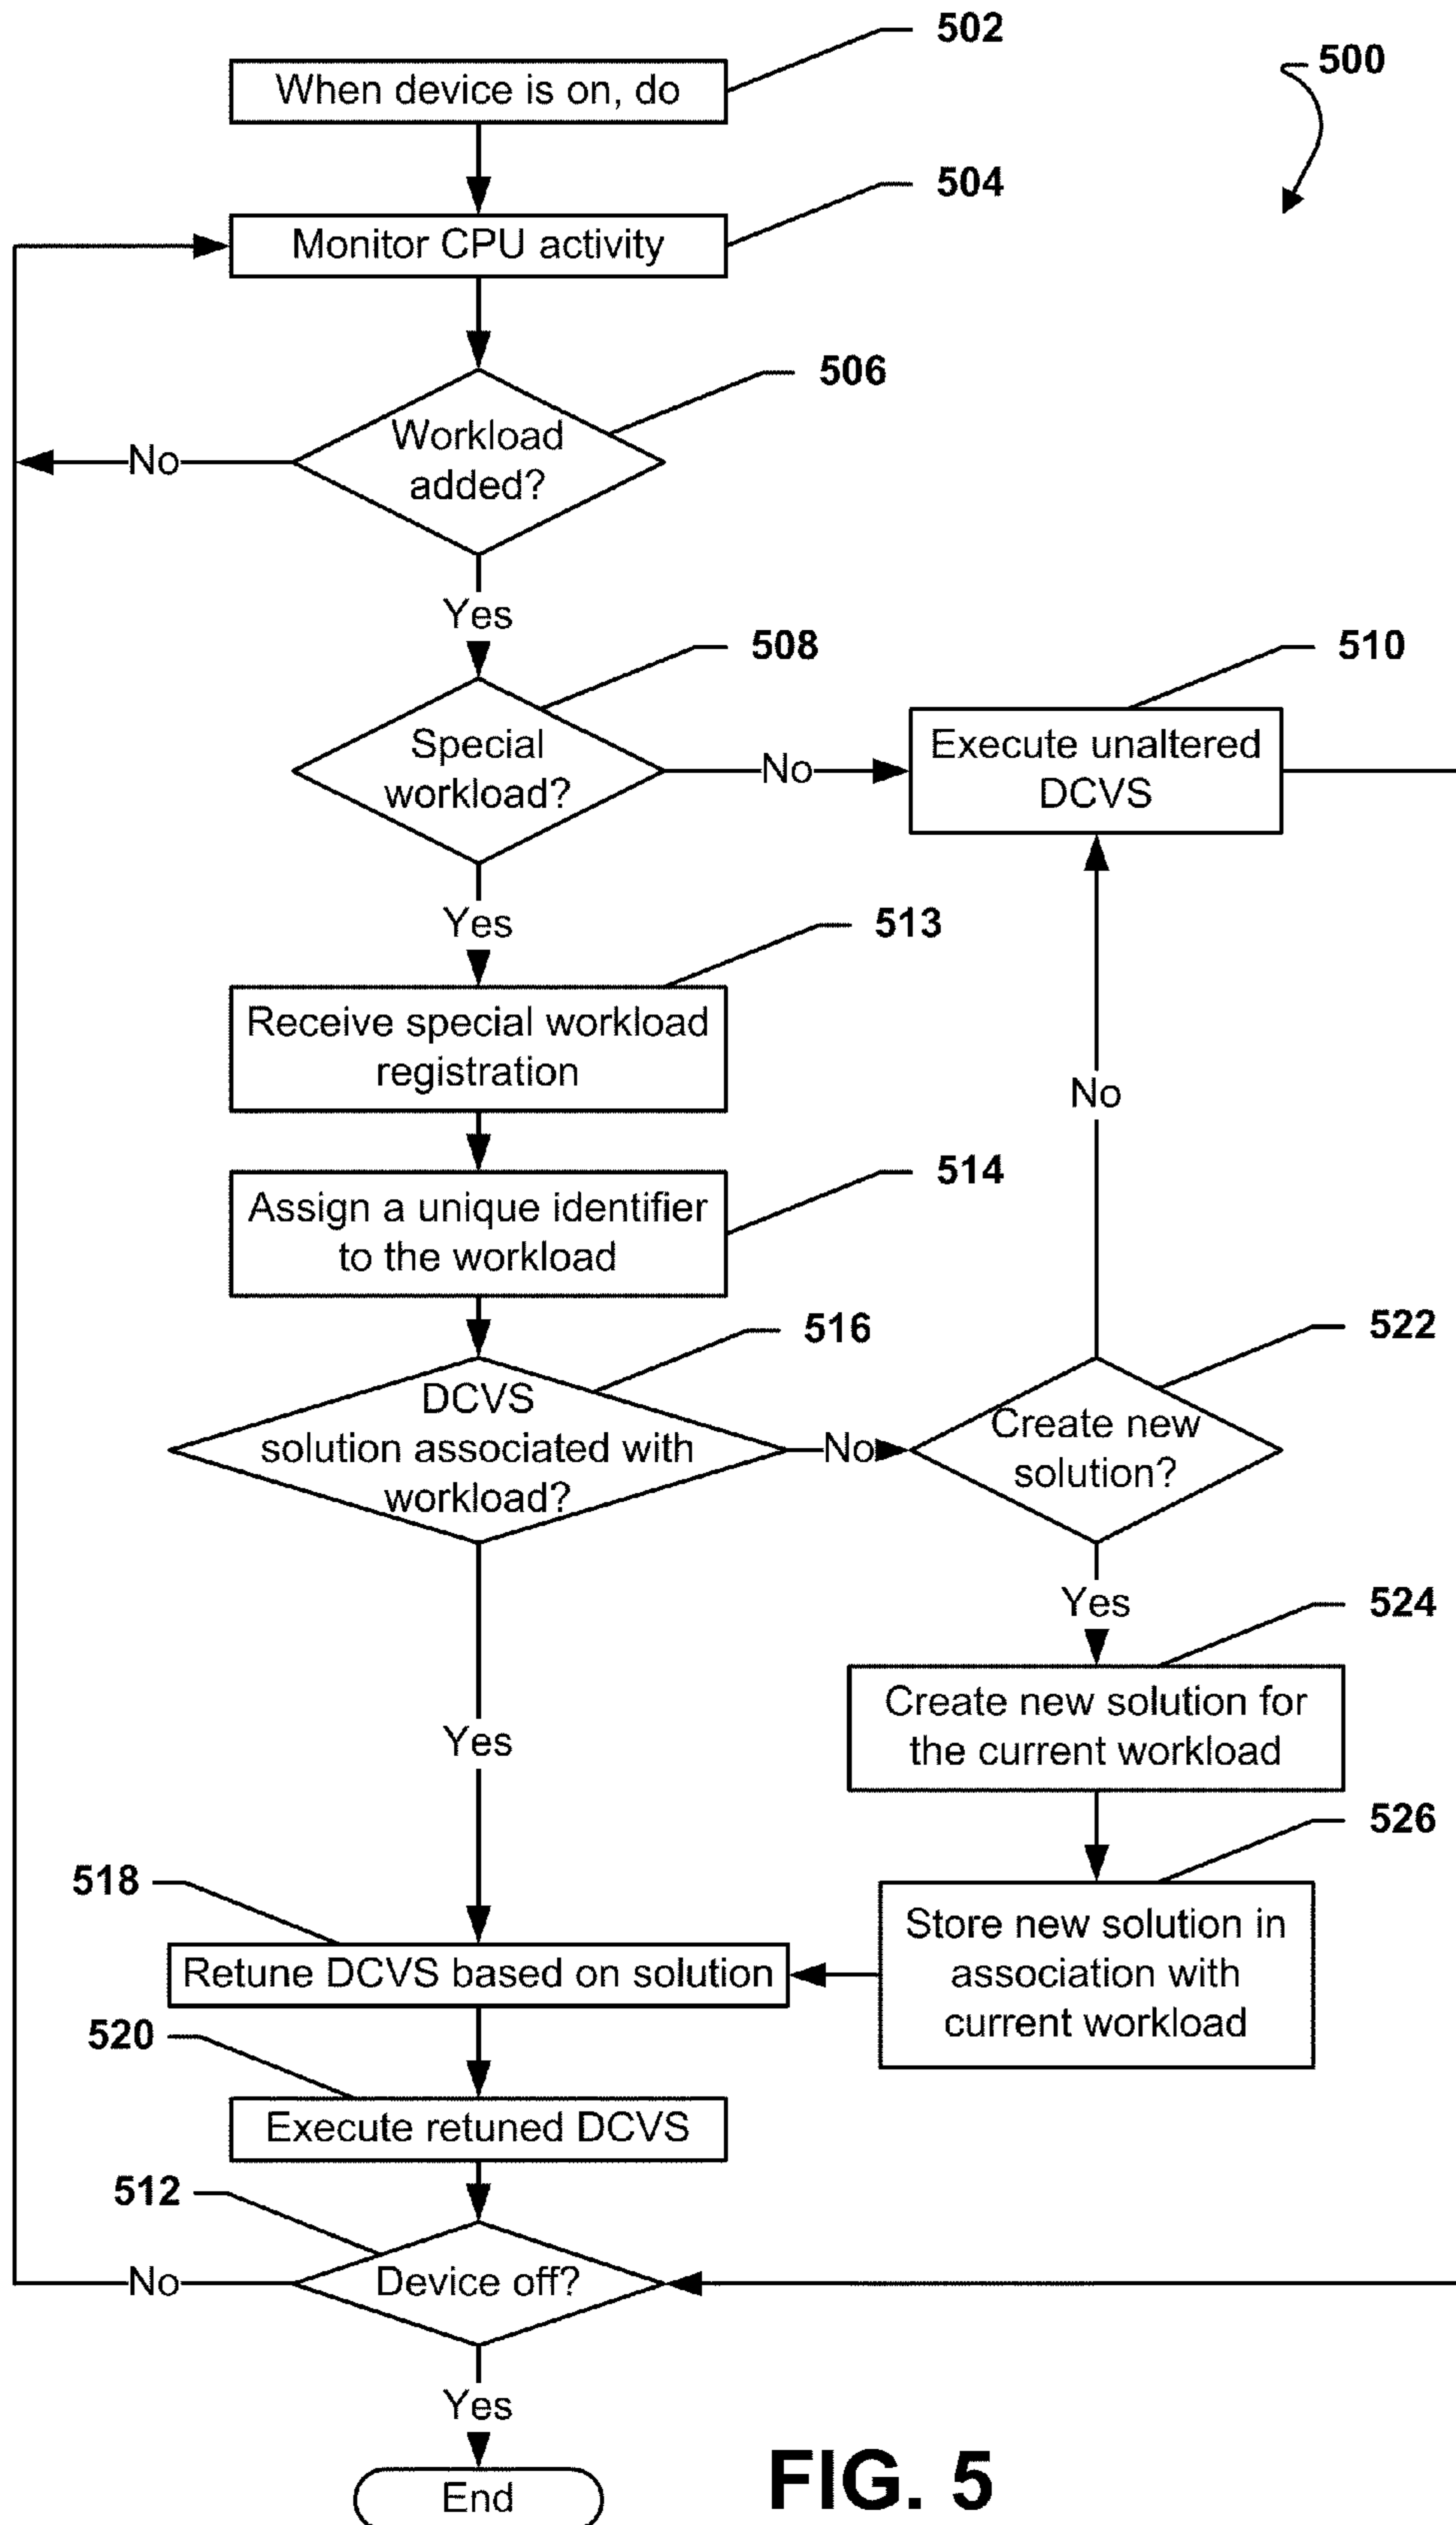 502
When device is on, do
500
504
Monitor CPU activity
506
Workload
added?
No
Yes
508
Special
workload?
No
510
Execute unaltered
DCVS
Yes
513
Receive special workload
registration
No
514
Assign a unique identifier
to the workload
516
DCVS
solution associated with
workload?
No
522
Create new
solution?
Yes
524
Create new solution for
the current workload
Yes
526
Store new solution in
association with
current workload
518
Retune DCVS based on solution
520
Execute retuned DCVS
512
Device off?
No
Yes
End
FIG. 5